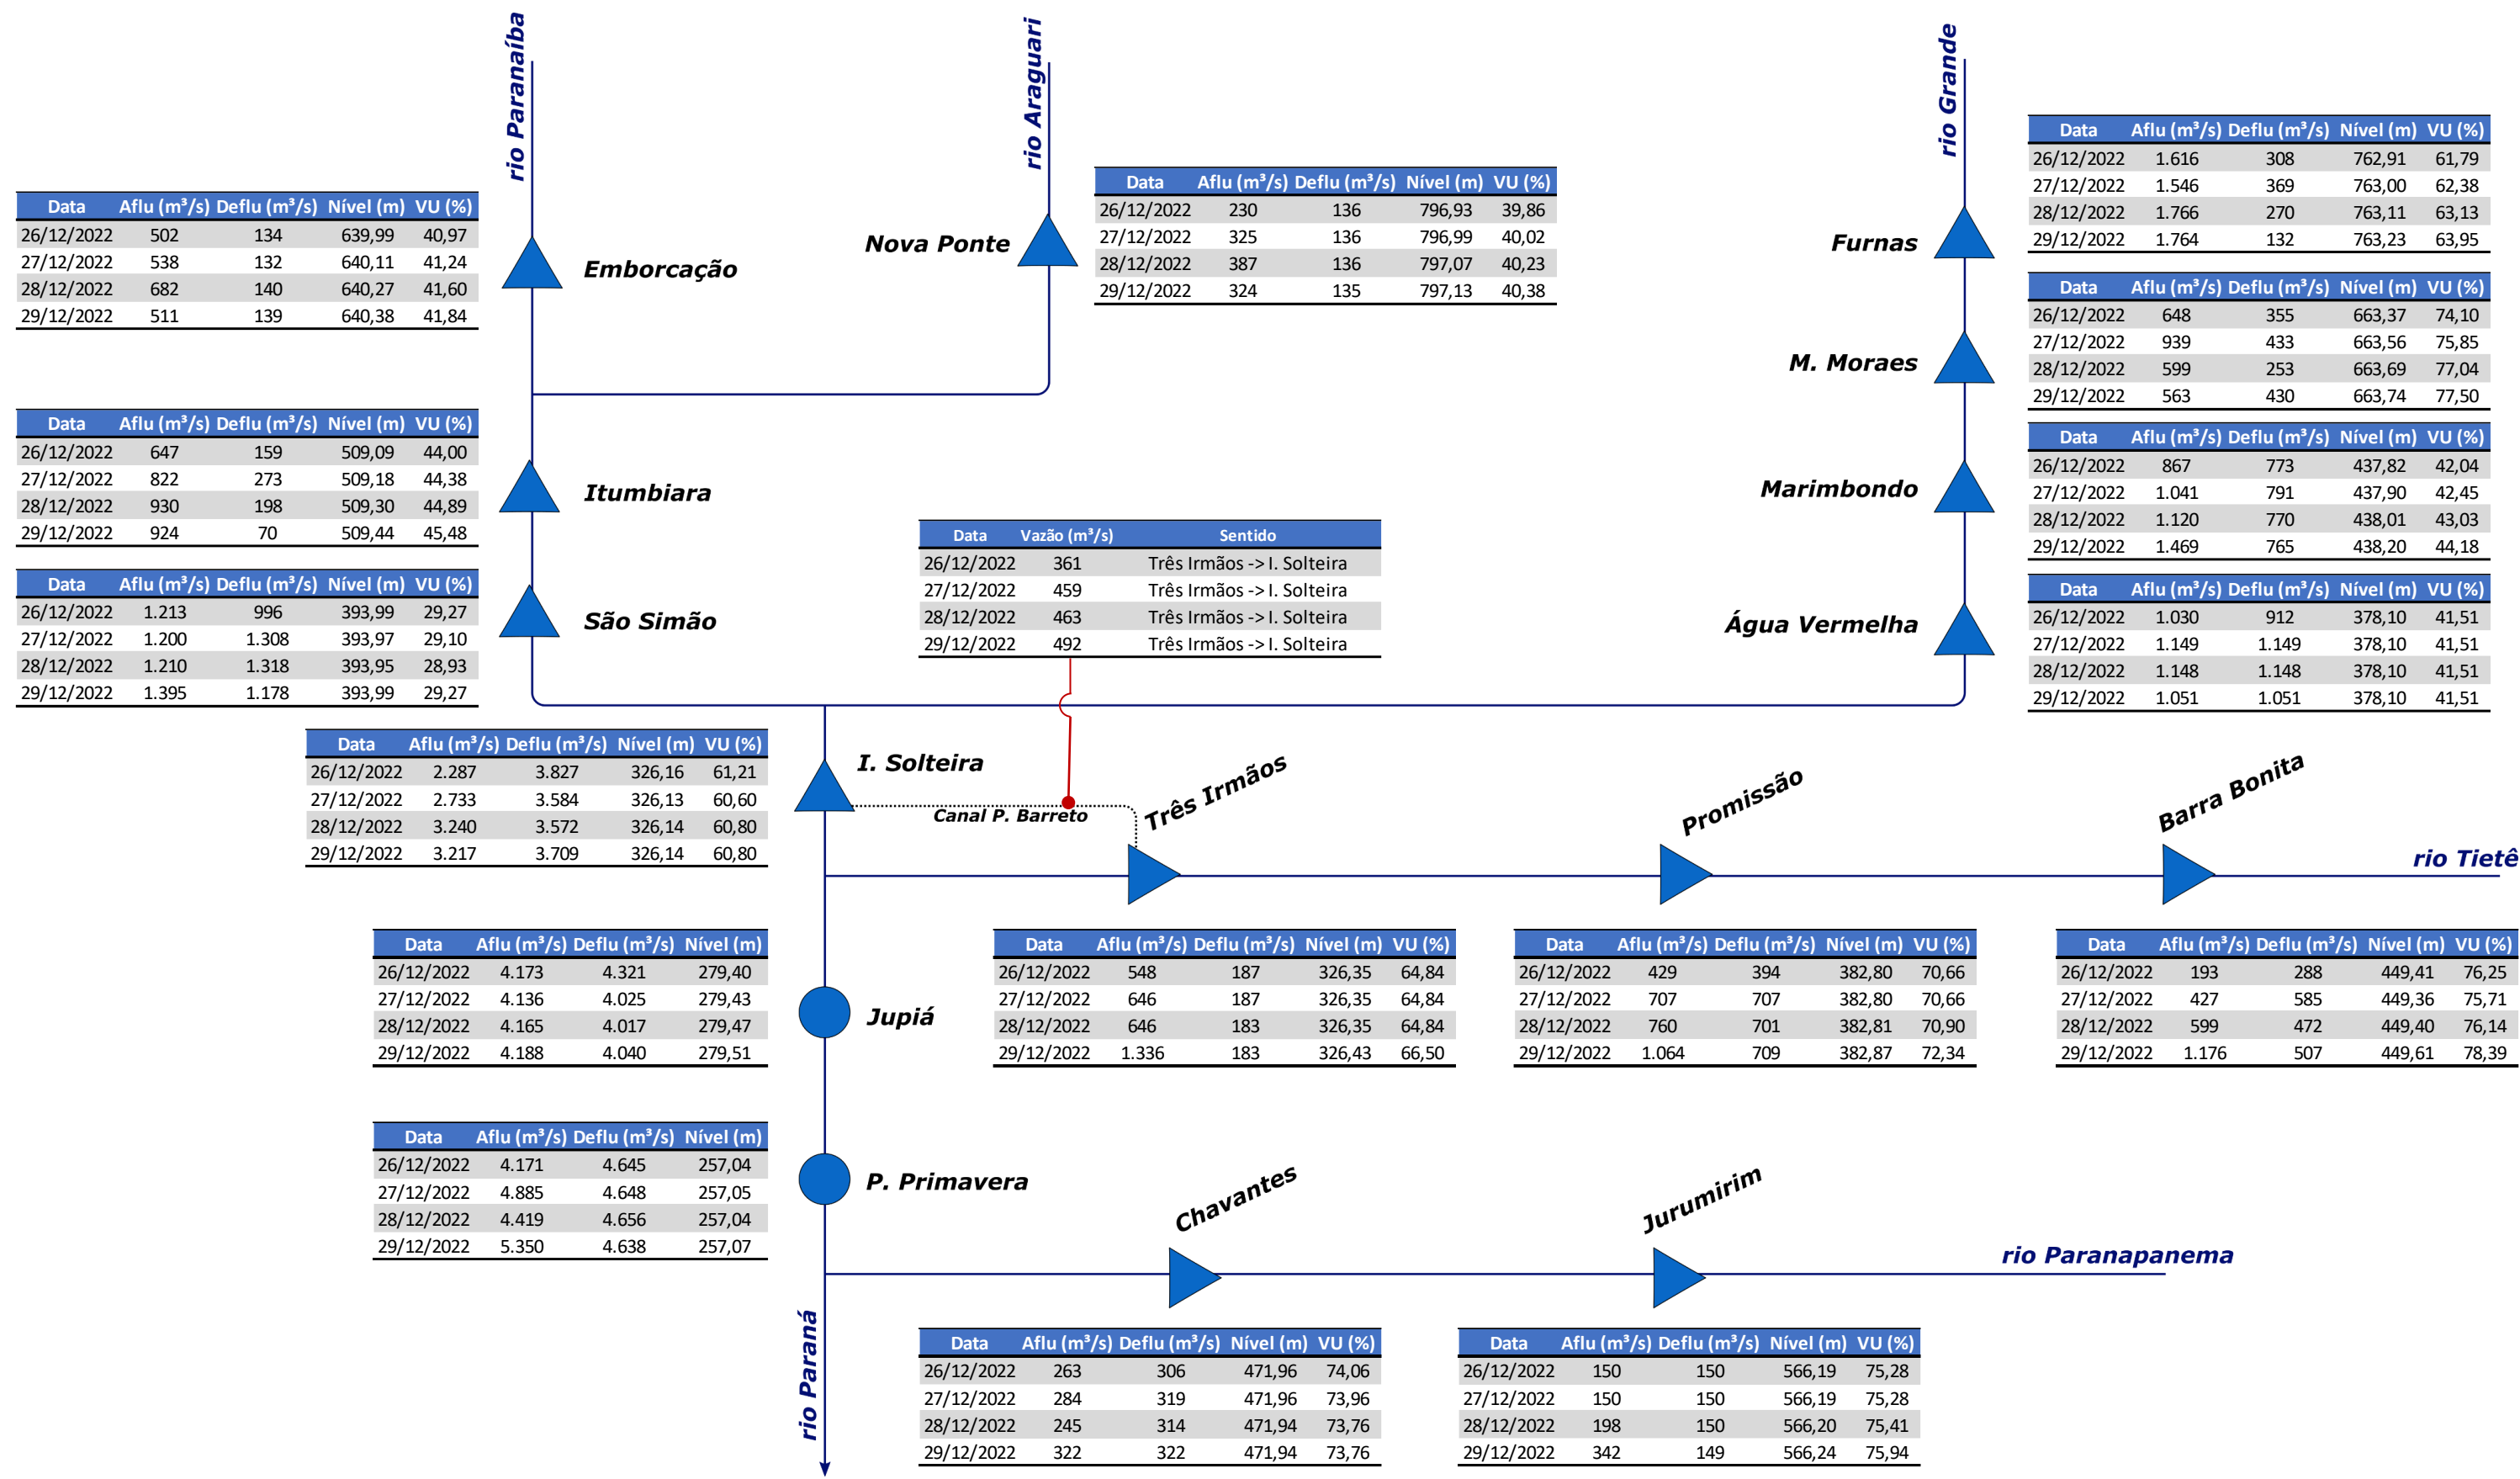 rio Paranaíba
rio Araguari
rio Grande
Data Aflu (m³/s) Deflu (m³/s) Nível (m) VU (%)
26/12/2022 1.616 308 762,91 61,79
27/12/2022 1.546 369 763,00 62,38
28/12/2022 1.766 270 763,11 63,13
29/12/2022 1.764 132 763,23 63,95
Furnas
Data Aflu (m³/s) Deflu (m³/s) Nível (m) VU (%)
26/12/2022 230 136 796,93 39,86
27/12/2022 325 136 796,99 40,02
28/12/2022 387 136 797,07 40,23
29/12/2022 324 135 797,13 40,38
Nova Ponte
Data Aflu (m³/s) Deflu (m³/s) Nível (m) VU (%)
26/12/2022 502 134 639,99 40,97
27/12/2022 538 132 640,11 41,24
28/12/2022 682 140 640,27 41,60
29/12/2022 511 139 640,38 41,84
Emborcação
Data Aflu (m³/s) Deflu (m³/s) Nível (m) VU (%)
26/12/2022 648 355 663,37 74,10
27/12/2022 939 433 663,56 75,85
28/12/2022 599 253 663,69 77,04
29/12/2022 563 430 663,74 77,50
M. Moraes
Data Aflu (m³/s) Deflu (m³/s) Nível (m) VU (%)
26/12/2022 647 159 509,09 44,00
27/12/2022 822 273 509,18 44,38
28/12/2022 930 198 509,30 44,89
29/12/2022 924 70 509,44 45,48
Itumbiara
Data Aflu (m³/s) Deflu (m³/s) Nível (m) VU (%)
26/12/2022 867 773 437,82 42,04
27/12/2022 1.041 791 437,90 42,45
28/12/2022 1.120 770 438,01 43,03
29/12/2022 1.469 765 438,20 44,18
Marimbondo
Data Vazão (m³/s) Sentido
26/12/2022 361 Três Irmãos -> I. Solteira
27/12/2022 459 Três Irmãos -> I. Solteira
28/12/2022 463 Três Irmãos -> I. Solteira
29/12/2022 492 Três Irmãos -> I. Solteira
Data Aflu (m³/s) Deflu (m³/s) Nível (m) VU (%)
26/12/2022 1.213 996 393,99 29,27
27/12/2022 1.200 1.308 393,97 29,10
28/12/2022 1.210 1.318 393,95 28,93
29/12/2022 1.395 1.178 393,99 29,27
São Simão
Data Aflu (m³/s) Deflu (m³/s) Nível (m) VU (%)
26/12/2022 1.030 912 378,10 41,51
27/12/2022 1.149 1.149 378,10 41,51
28/12/2022 1.148 1.148 378,10 41,51
29/12/2022 1.051 1.051 378,10 41,51
Água Vermelha
Data Aflu (m³/s) Deflu (m³/s) Nível (m) VU (%)
26/12/2022 2.287 3.827 326,16 61,21
27/12/2022 2.733 3.584 326,13 60,60
28/12/2022 3.240 3.572 326,14 60,80
29/12/2022 3.217 3.709 326,14 60,80
I. Solteira
Canal P. Barreto
Três Irmãos
Promissão
Barra Bonita
rio Tietê
Data Aflu (m³/s) Deflu (m³/s) Nível (m)
26/12/2022 4.173 4.321 279,40
27/12/2022 4.136 4.025 279,43
28/12/2022 4.165 4.017 279,47
29/12/2022 4.188 4.040 279,51
Jupiá
Data Aflu (m³/s) Deflu (m³/s) Nível (m) VU (%)
26/12/2022 548 187 326,35 64,84
27/12/2022 646 187 326,35 64,84
28/12/2022 646 183 326,35 64,84
29/12/2022 1.336 183 326,43 66,50
Data Aflu (m³/s) Deflu (m³/s) Nível (m) VU (%)
26/12/2022 429 394 382,80 70,66
27/12/2022 707 707 382,80 70,66
28/12/2022 760 701 382,81 70,90
29/12/2022 1.064 709 382,87 72,34
Data Aflu (m³/s) Deflu (m³/s) Nível (m) VU (%)
26/12/2022 193 288 449,41 76,25
27/12/2022 427 585 449,36 75,71
28/12/2022 599 472 449,40 76,14
29/12/2022 1.176 507 449,61 78,39
Data Aflu (m³/s) Deflu (m³/s) Nível (m)
26/12/2022 4.171 4.645 257,04
27/12/2022 4.885 4.648 257,05
28/12/2022 4.419 4.656 257,04
29/12/2022 5.350 4.638 257,07
P. Primavera
Chavantes
Jurumirim
rio Paranapanema
rio Paraná
Data Aflu (m³/s) Deflu (m³/s) Nível (m) VU (%)
26/12/2022 263 306 471,96 74,06
27/12/2022 284 319 471,96 73,96
28/12/2022 245 314 471,94 73,76
29/12/2022 322 322 471,94 73,76
Data Aflu (m³/s) Deflu (m³/s) Nível (m) VU (%)
26/12/2022 150 150 566,19 75,28
27/12/2022 150 150 566,19 75,28
28/12/2022 198 150 566,20 75,41
29/12/2022 342 149 566,24 75,94